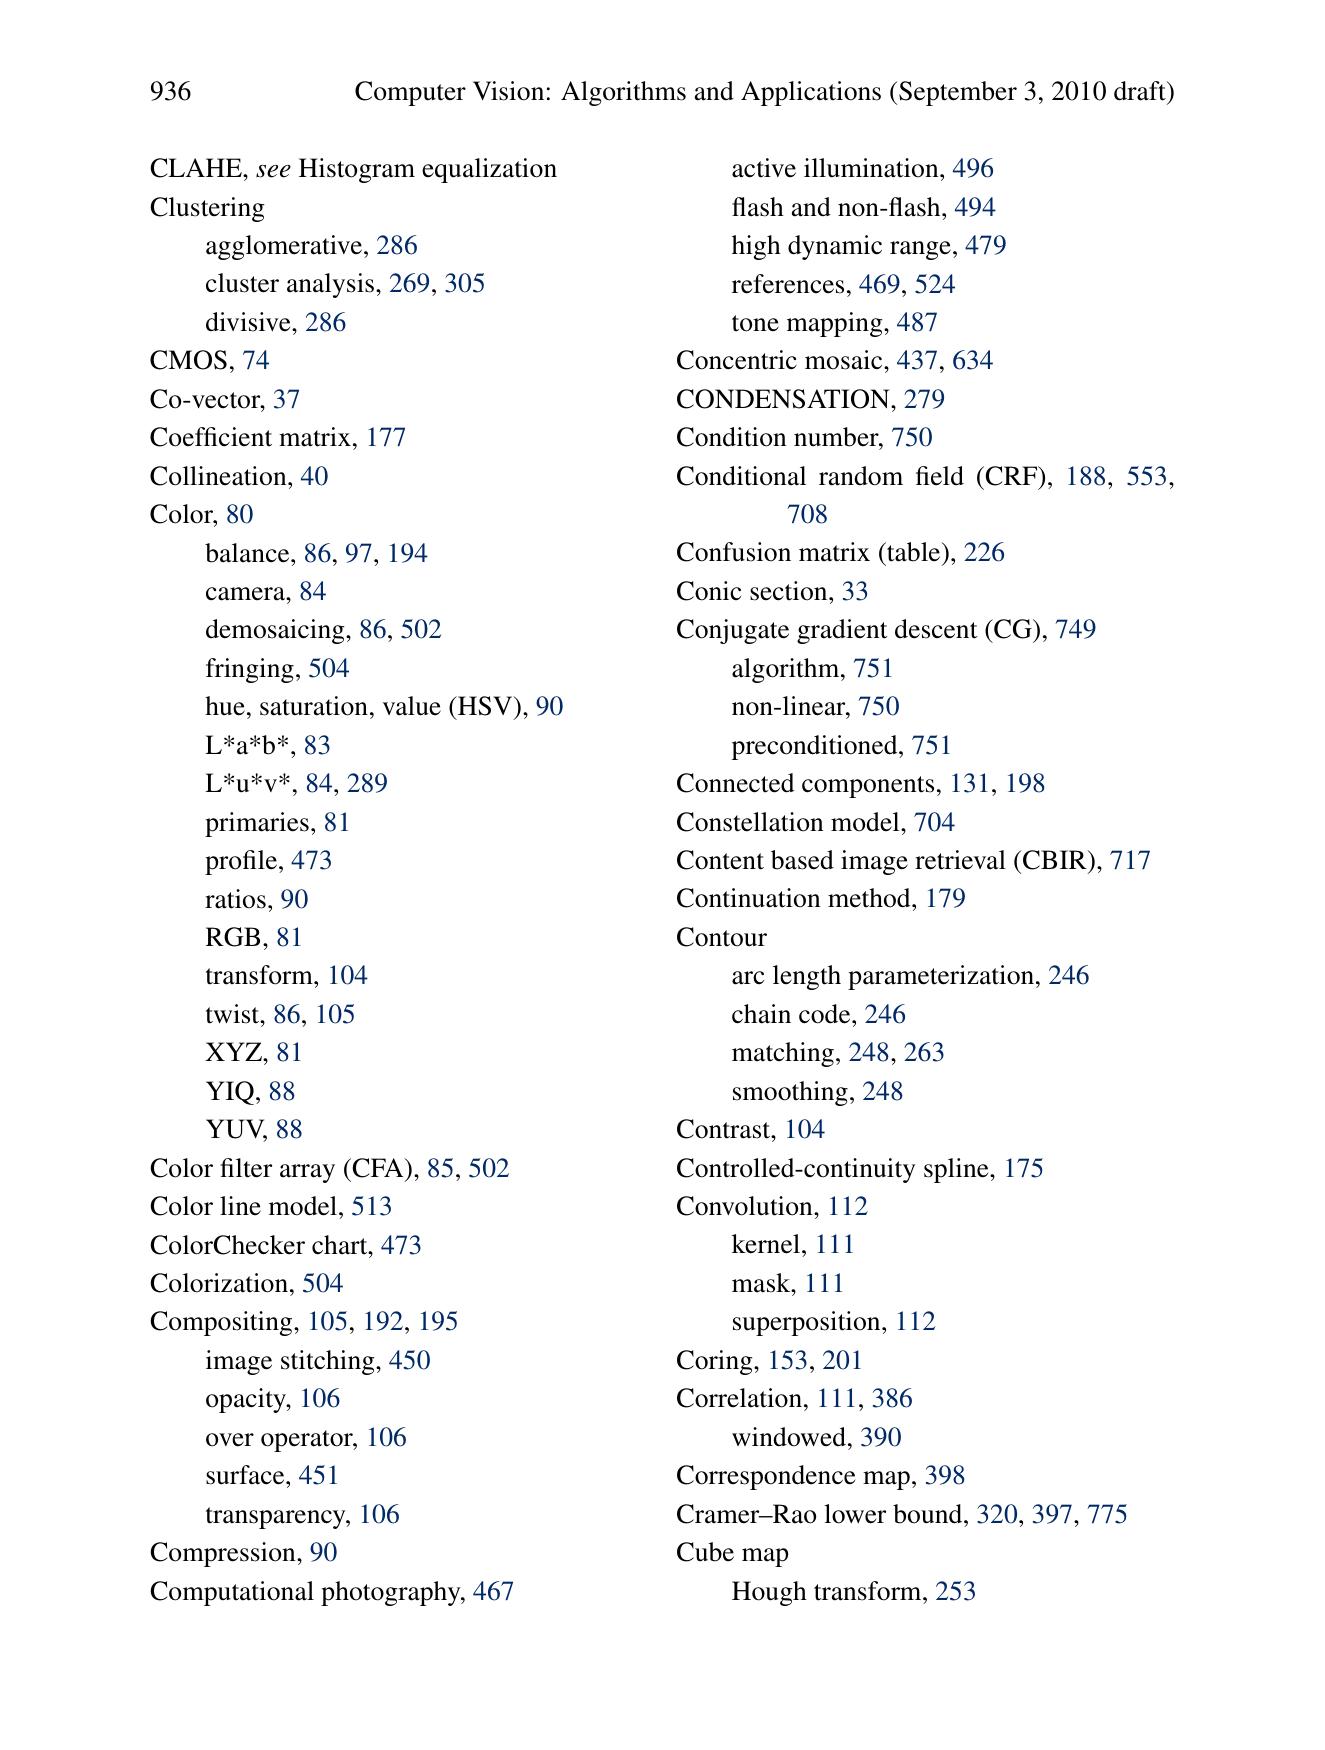 936 Computer Vision: Algorithms and Applications (September 3, 2010 draft)
CLAHE, see Histogram equalization
Clustering
agglomerative, 286
cluster analysis, 269, 305
divisive, 286
CMOS, 74
Co-vector, 37
Coefficient matrix, 177
Collineation, 40
Color, 80
balance, 86, 97, 194
camera, 84
demosaicing, 86, 502
fringing, 504
hue, saturation, value (HSV), 90
L*a*b*, 83
L*u*v*, 84, 289
primaries, 81
profile, 473
ratios, 90
RGB, 81
transform, 104
twist, 86, 105
XYZ, 81
YIQ, 88
YUV, 88
Color filter array (CFA), 85, 502
Color line model, 513
ColorChecker chart, 473
Colorization, 504
Compositing, 105, 192, 195
image stitching, 450
opacity, 106
over operator, 106
surface, 451
transparency, 106
Compression, 90
Computational photography, 467
active illumination, 496
flash and non-flash, 494
high dynamic range, 479
references, 469, 524
tone mapping, 487
Concentric mosaic, 437, 634
CONDENSATION, 279
Condition number, 750
Conditional random field (CRF), 188, 553,
708
Confusion matrix (table), 226
Conic section, 33
Conjugate gradient descent (CG), 749
algorithm, 751
non-linear, 750
preconditioned, 751
Connected components, 131, 198
Constellation model, 704
Content based image retrieval (CBIR), 717
Continuation method, 179
Contour
arc length parameterization, 246
chain code, 246
matching, 248, 263
smoothing, 248
Contrast, 104
Controlled-continuity spline, 175
Convolution, 112
kernel, 111
mask, 111
superposition, 112
Coring, 153, 201
Correlation, 111, 386
windowed, 390
Correspondence map, 398
Cramer–Rao lower bound, 320, 397, 775
Cube map
Hough transform, 253